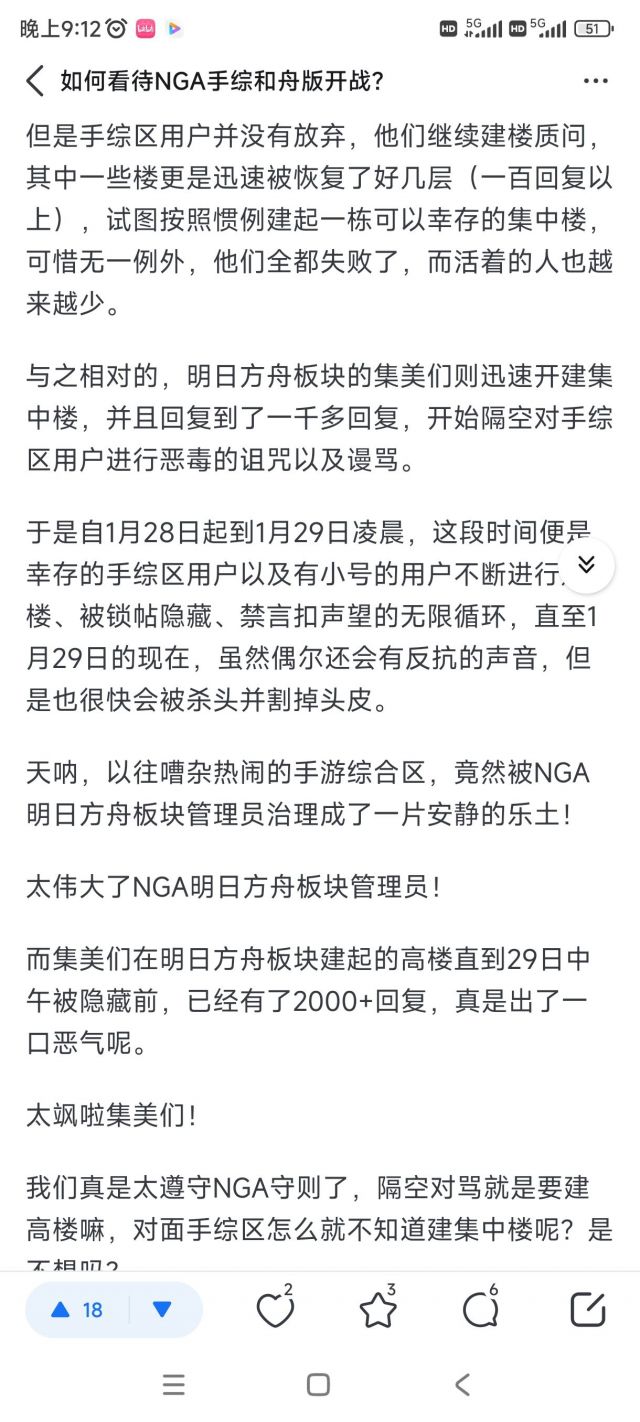 晚上9:12
HD 5G HD 5G 51
如何看待NGA手综和舟版开战?
但是手综区用户并没有放弃，他们继续建楼质问，
其中一些楼更是迅速被恢复了好几层（一百回复以
上），试图按照惯例建起一栋可以幸存的集中楼，
可惜无一例外，他们全都失败了，而活着的人也越
来越少。
与之相对的，明日方舟板块的集美们则迅速开建集
中楼，并且回复到了一千多回复，开始隔空对手综
区用户进行恶毒的诅咒以及谩骂。
于是自1月28日起到1月29日凌晨，这段时间便是
幸存的手综区用户以及有小号的用户不断进行
楼、被锁帖隐藏、禁言扣声望的无限循环，直至1
月29日的现在，虽然偶尔还会有反抗的声音，但
是也很快会被杀头并割掉头皮。
天呐，以往嘈杂热闹的手游综合区，竟然被NGA
明日方舟板块管理员治理成了一片安静的乐土！
太伟大了NGA明日方舟板块管理员！
而集美们在明日方舟板块建起的高楼直到29日中
午被隐藏前，已经有了2000+回复，真是出了一
口恶气呢。
太飒啦集美们！
我们真是太遵守NGA守则了，隔空对骂就是要建
高楼嘛，对面手综区怎么就不知道建集中楼呢？是
不想吗？
18 2 3 6